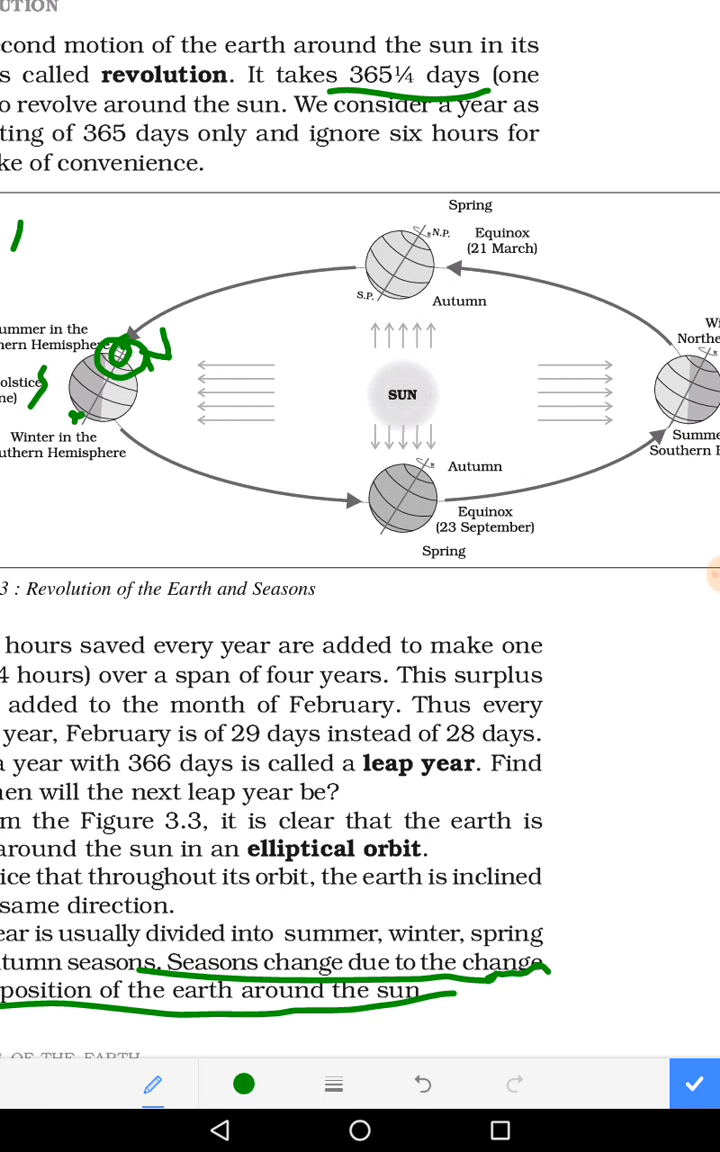 UTION
econd motion of the earth around the sun in its
s called revolution. It takes 365¼ days (one
o revolve around the sun. We consider a year as
ting of 365 days only and ignore six hours for
ke of convenience.
Spring
N.P.
Equinox
(21 March)
S.P.
Autumn
ummer in the
hern Hemisphere
N
olstice
ne)
Winter in the
uthern Hemisphere
SUN
Wi
Northe
Summe
Southern H
Autumn
Equinox
(23 September)
Spring
3 : Revolution of the Earth and Seasons
hours saved every year are added to make one
4 hours) over a span of four years. This surplus
added to the month of February. Thus every
year, February is of 29 days instead of 28 days.
a year with 366 days is called a leap year. Find
hen will the next leap year be?
m the Figure 3.3, it is clear that the earth is
around the sun in an elliptical orbit.
ice that throughout its orbit, the earth is inclined
same direction.
ear is usually divided into summer, winter, spring
tumn seasons. Seasons change due to the change
position of the earth around the sun
OF THE EARTH